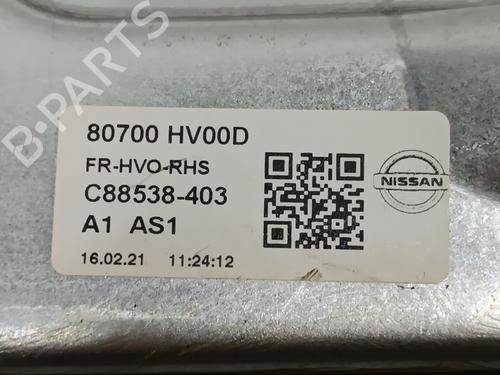 80700 HV00D
FR-HVO-RHS
C88538-403
A1 AS1
16.02.21 11:24:12
NISSAN
B-PARTS